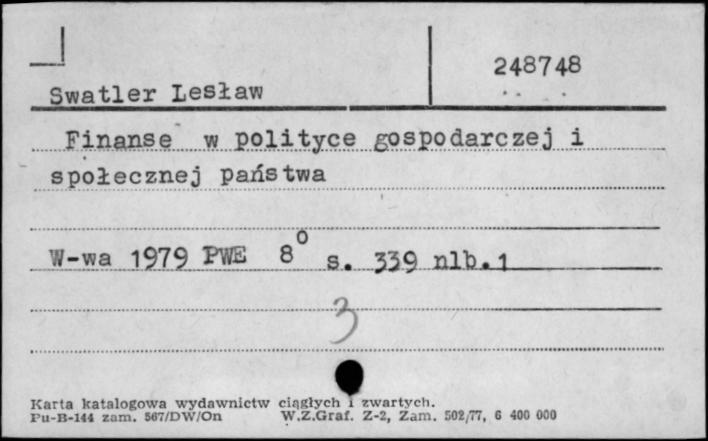 248748
Swatler Lesław
Finanse w polityce gospodarczej i
społecznej państwa
W-wa 1979 PWE 8° s. 339 nlb.1
3
Karta katalogowa wydawnictw ciągłych i zwartych.
Pu-B-144 zam. 567/DW/On W.Z.Graf. Z-2, Zam. 502/77, 6 400 000